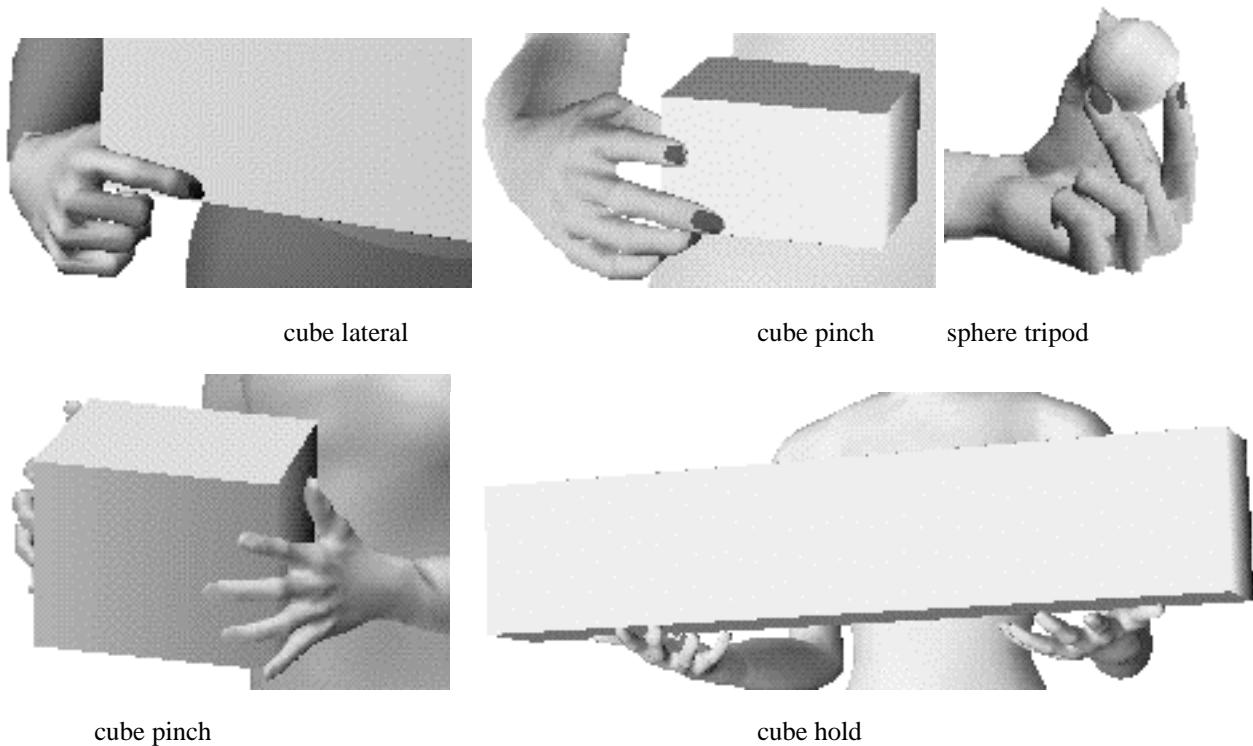 cube lateral
cube pinch
sphere tripod
cube pinch
cube hold